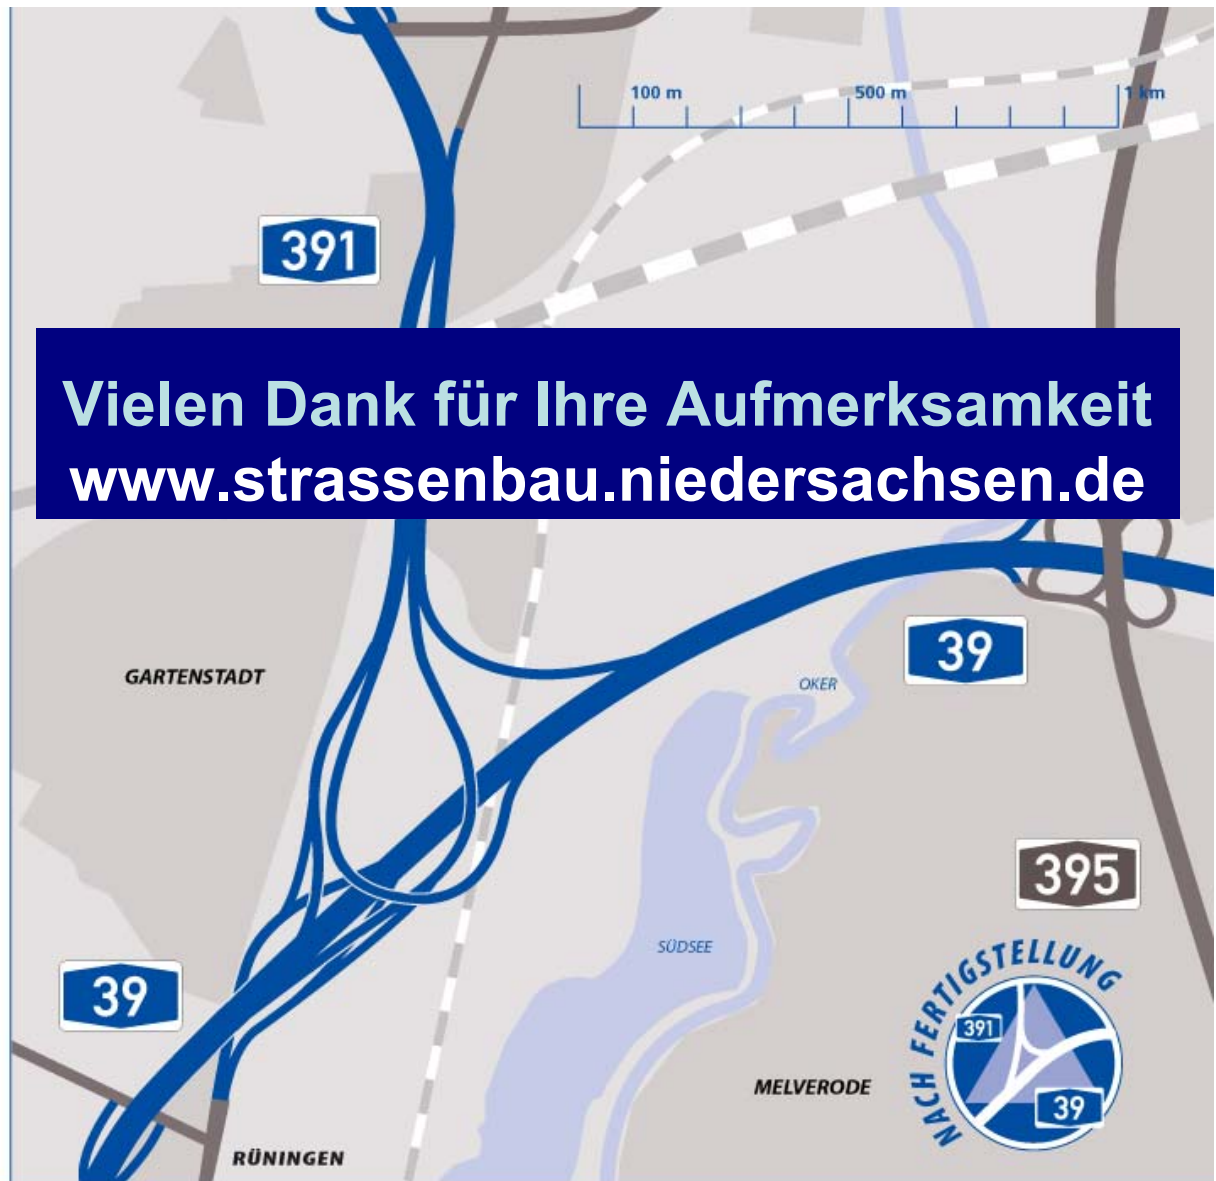 100 m 500 m 1 km
391
Vielen Dank für Ihre Aufmerksamkeit
www.strassenbau.niedersachsen.de
39
GARTENSTADT
OKER
395
SÜDSEE
39
NACH FERTIGSTELLUNG
391
39
MELVERODE
RÜNINGEN